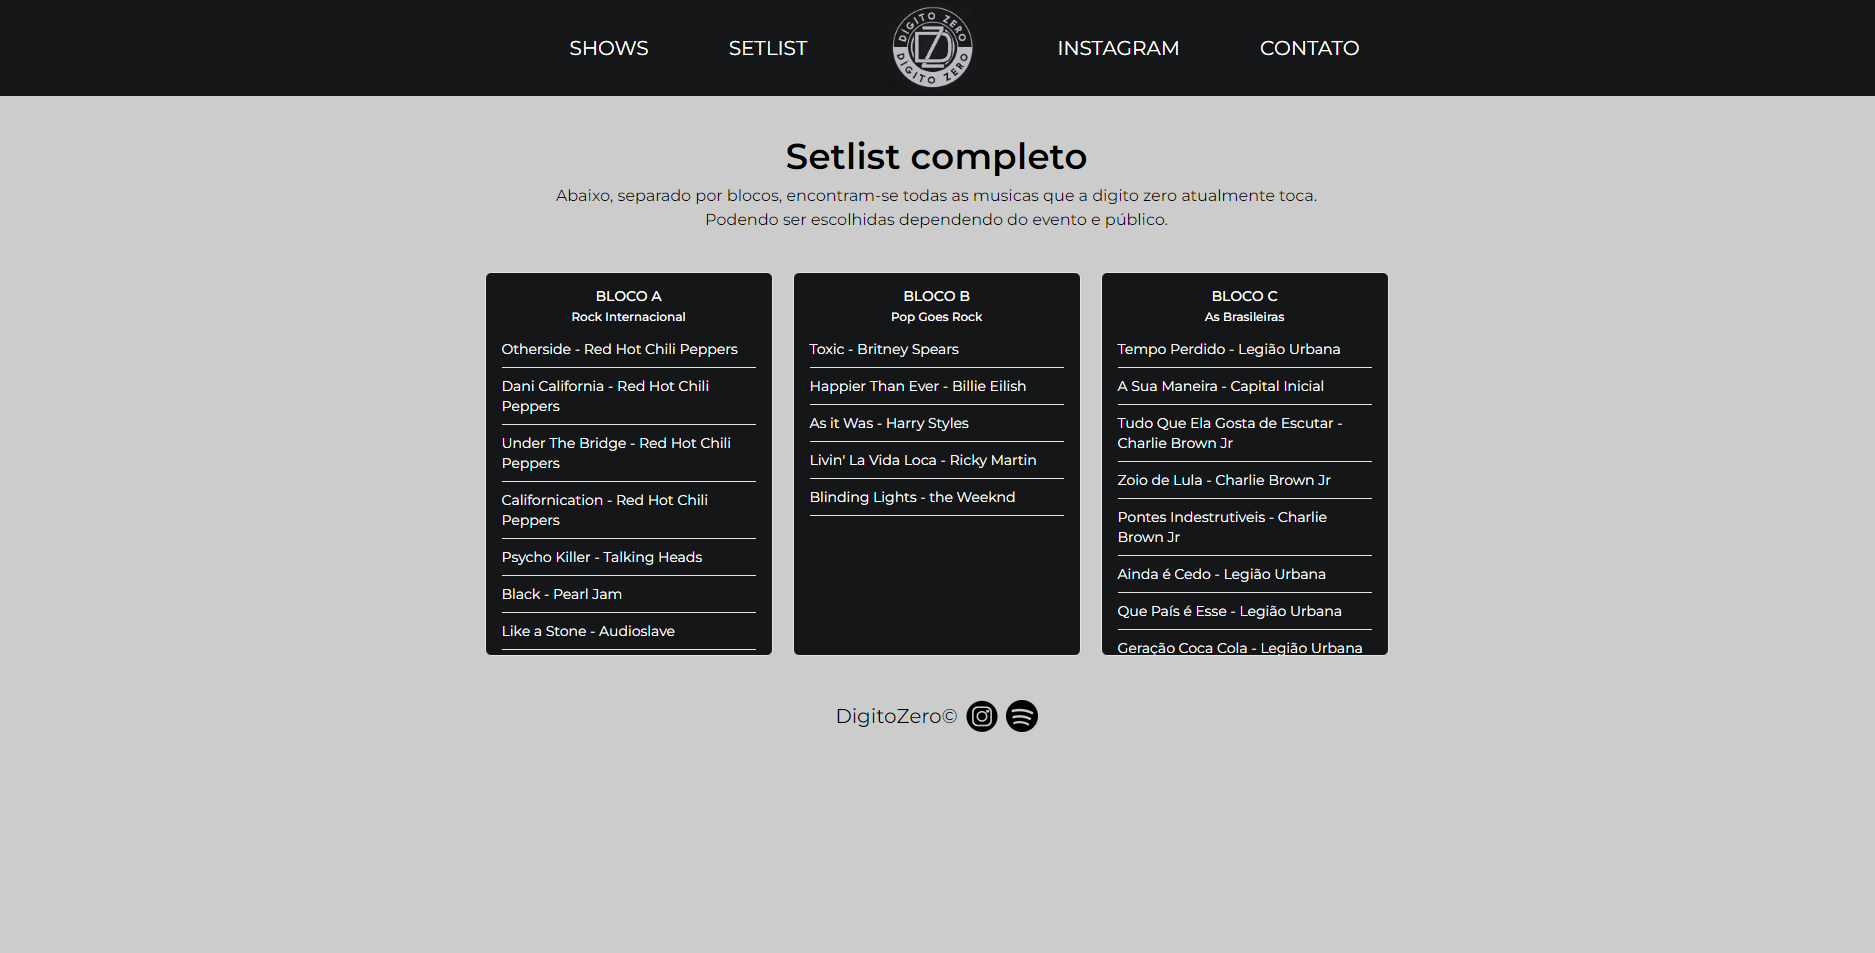 SHOWS
SETLIST
DIGITO ZERO
DZ
DIGITO ZERO
INSTAGRAM
CONTATO
Setlist completo
Abaixo, separado por blocos, encontram-se todas as musicas que a digito zero atualmente toca.
Podendo ser escolhidas dependendo do evento e público.
BLOCO A
Rock Internacional
Otherside - Red Hot Chili Peppers
Dani California - Red Hot Chili
Peppers
Under The Bridge - Red Hot Chili
Peppers
Californication - Red Hot Chili
Peppers
Psycho Killer - Talking Heads
Black - Pearl Jam
Like a Stone - Audioslave
BLOCO B
Pop Goes Rock
Toxic - Britney Spears
Happier Than Ever - Billie Eilish
As it Was - Harry Styles
Livin' La Vida Loca - Ricky Martin
Blinding Lights - the Weeknd
BLOCO C
As Brasileiras
Tempo Perdido - Legião Urbana
A Sua Maneira - Capital Inicial
Tudo Que Ela Gosta de Escutar -
Charlie Brown Jr
Zoio de Lula - Charlie Brown Jr
Pontes Indestrutiveis - Charlie
Brown Jr
Ainda é Cedo - Legião Urbana
Que País é Esse - Legião Urbana
Geração Coca Cola - Legião Urbana
DigitoZero©